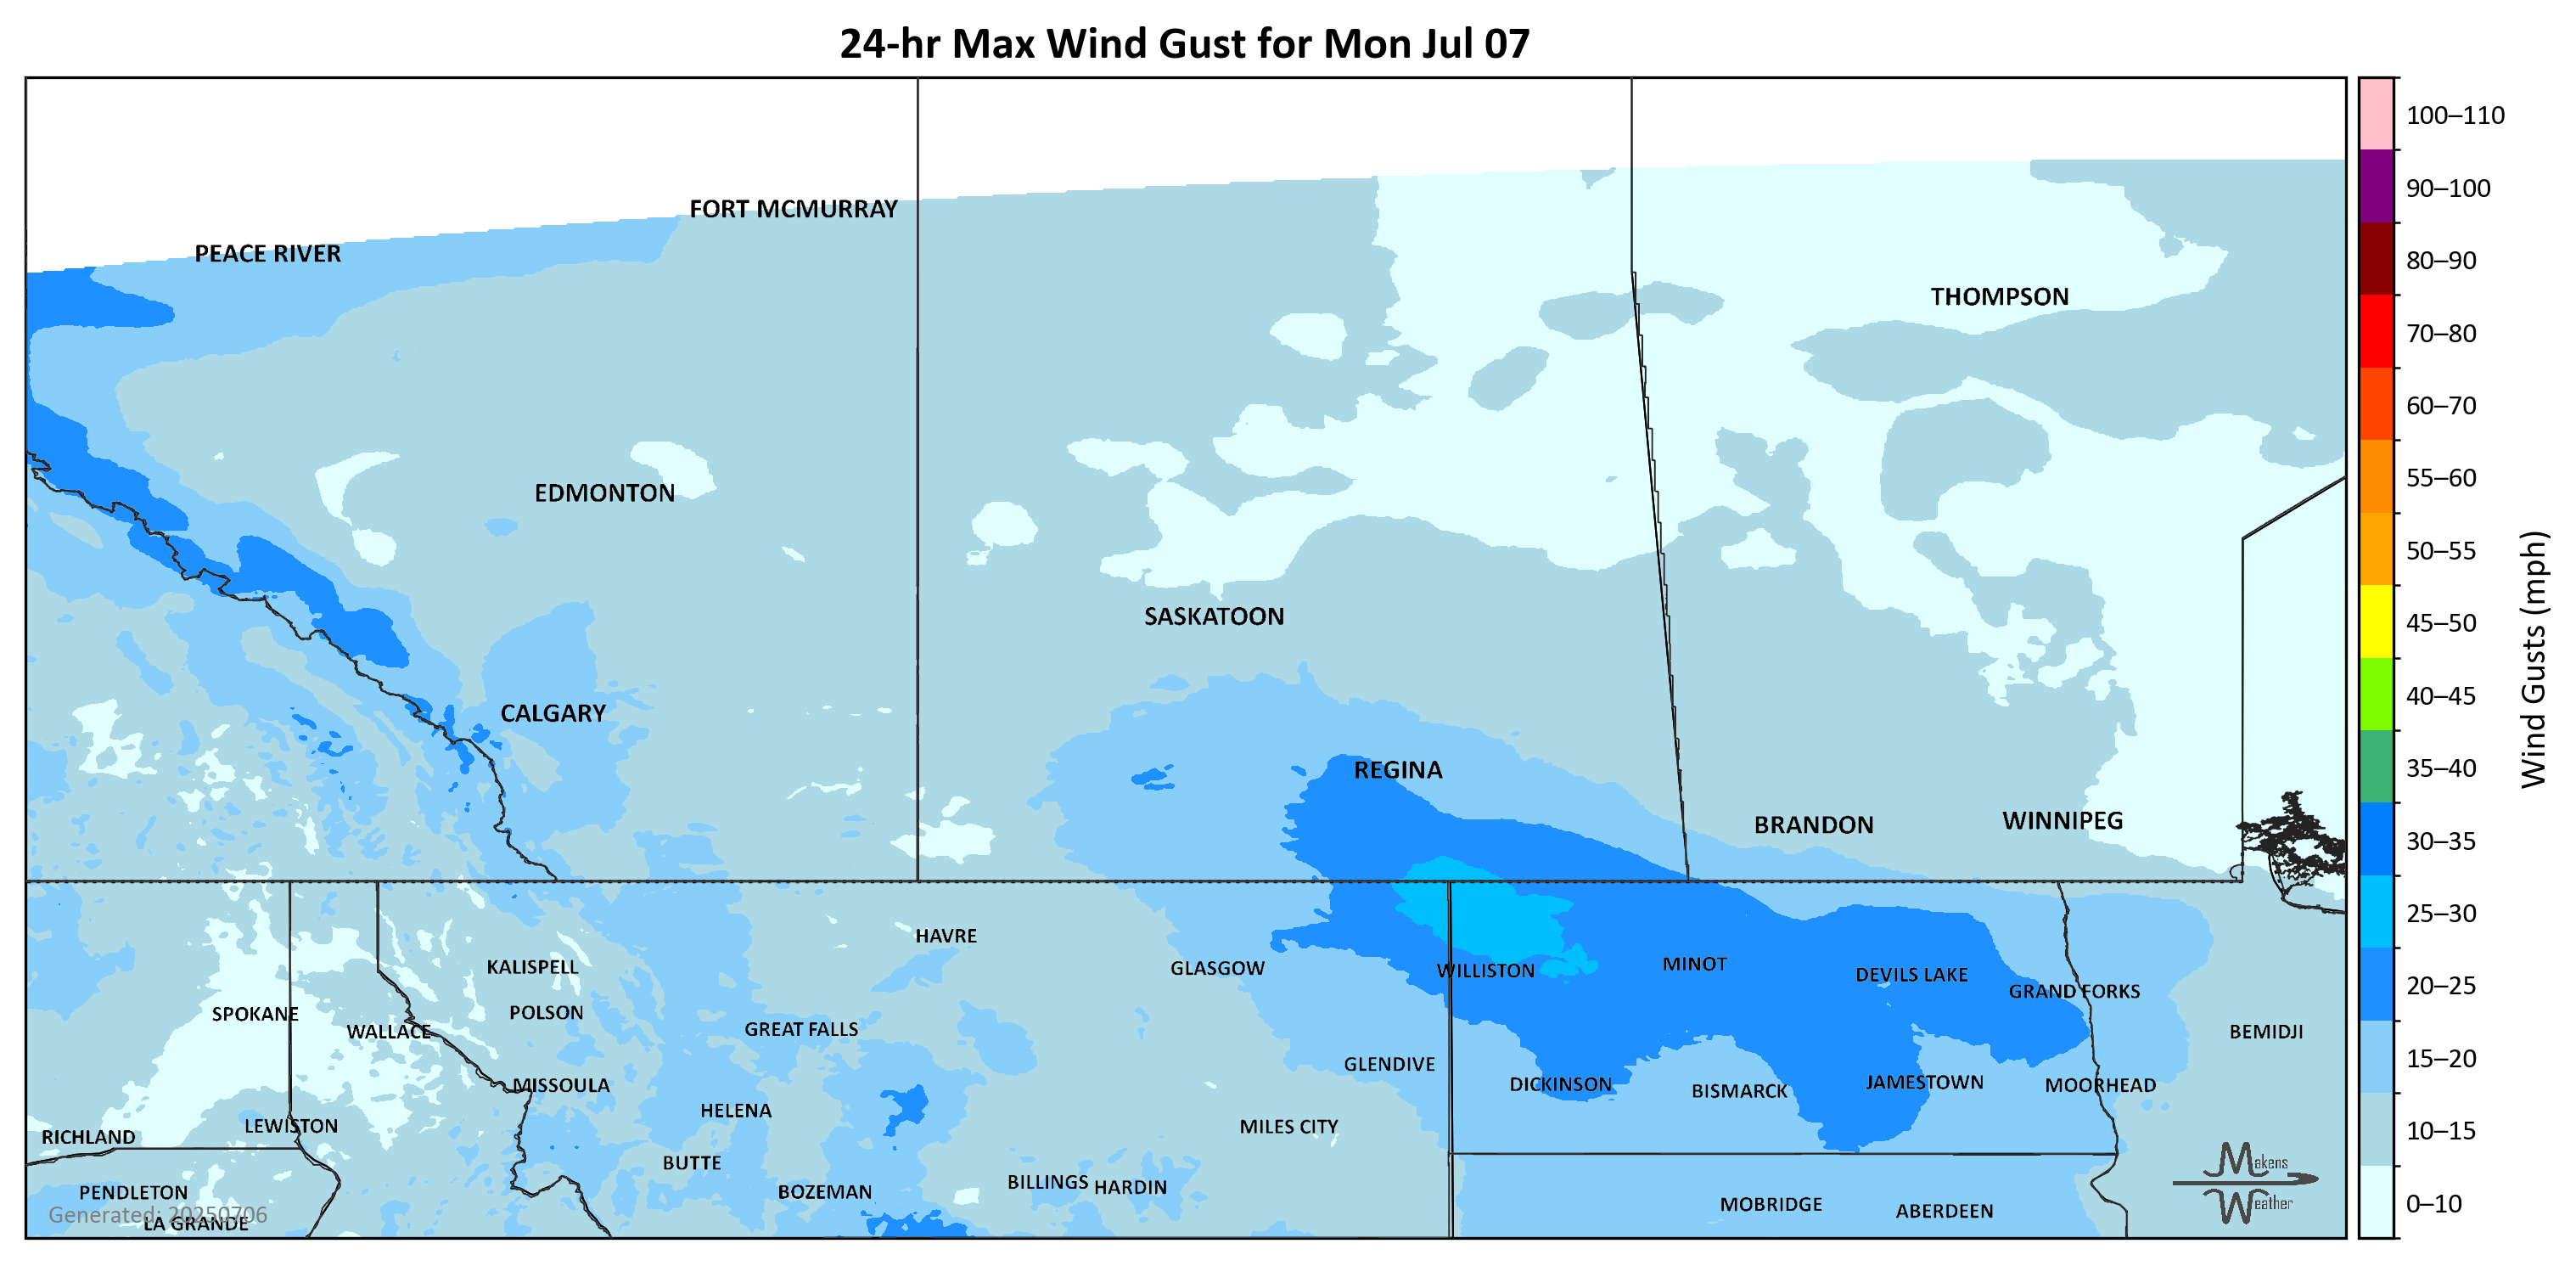 24-hr Max Wind Gust for Mon Jul 07
100–110
90–100
80–90
70–80
60–70
55–60
50–55
45–50
40–45
35–40
30–35
25–30
20–25
15–20
10–15
0–10
Wind Gusts (mph)
FORT MCMURRAY
PEACE RIVER
THOMPSON
EDMONTON
SASKATOON
CALGARY
REGINA
BRANDON
WINNIPEG
HAVRE
KALISPELL
GLASGOW
WILLISTON
MINOT
DEVILS LAKE
GRAND FORKS
SPOKANE
POLSON
WALLACE
GREAT FALLS
BEMIDJI
GLENDIVE
MISSOULA
DICKINSON
BISMARCK
JAMESTOWN
MOORHEAD
HELENA
LEWISTON
MILES CITY
RICHLAND
BUTTE
BILLINGS
HARDIN
PENDLETON
BOZEMAN
MOBRIDGE
ABERDEEN
Generated: 20250706
LA GRANDE
Makens
Weather